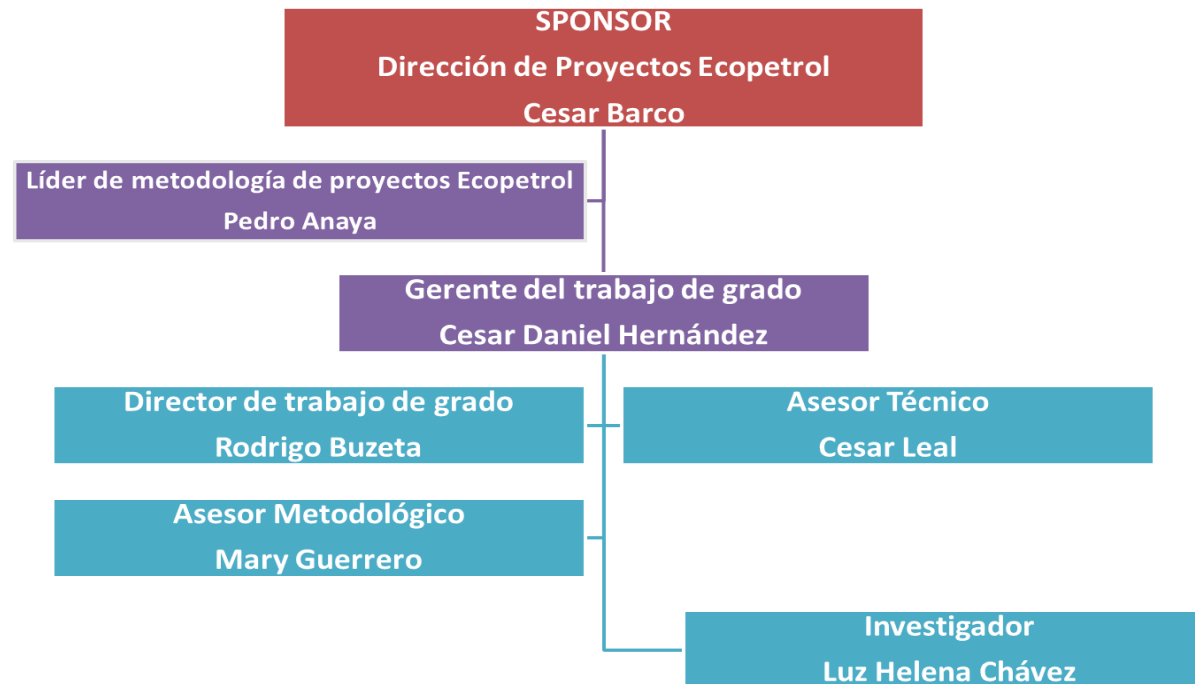 SPONSOR
Dirección de Proyectos Ecopetrol
Cesar Barco
Líder de metodología de proyectos Ecopetrol
Pedro Anaya
Gerente del trabajo de grado
Cesar Daniel Hernández
Director de trabajo de grado
Rodrigo Buzeta
Asesor Técnico
Cesar Leal
Asesor Metodológico
Mary Guerrero
Investigador
Luz Helena Chávez